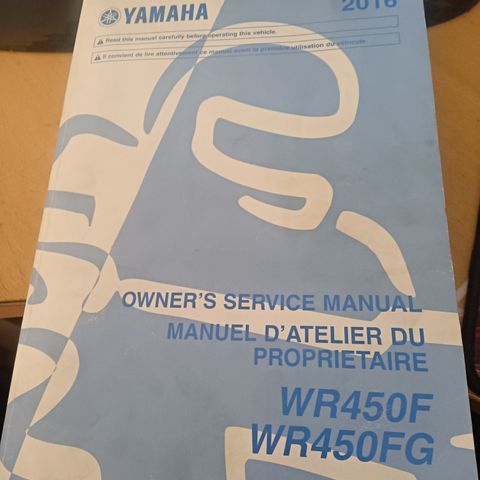 YAMAHA
2016
Read this manual carefully before operating this vehicle.
Il convient de lire attentivement ce manuel avant la première utilisation du véhicule.
OWNER'S SERVICE MANUAL
MANUEL D'ATELIER DU
PROPRIETAIRE
WR450F
WR450FG